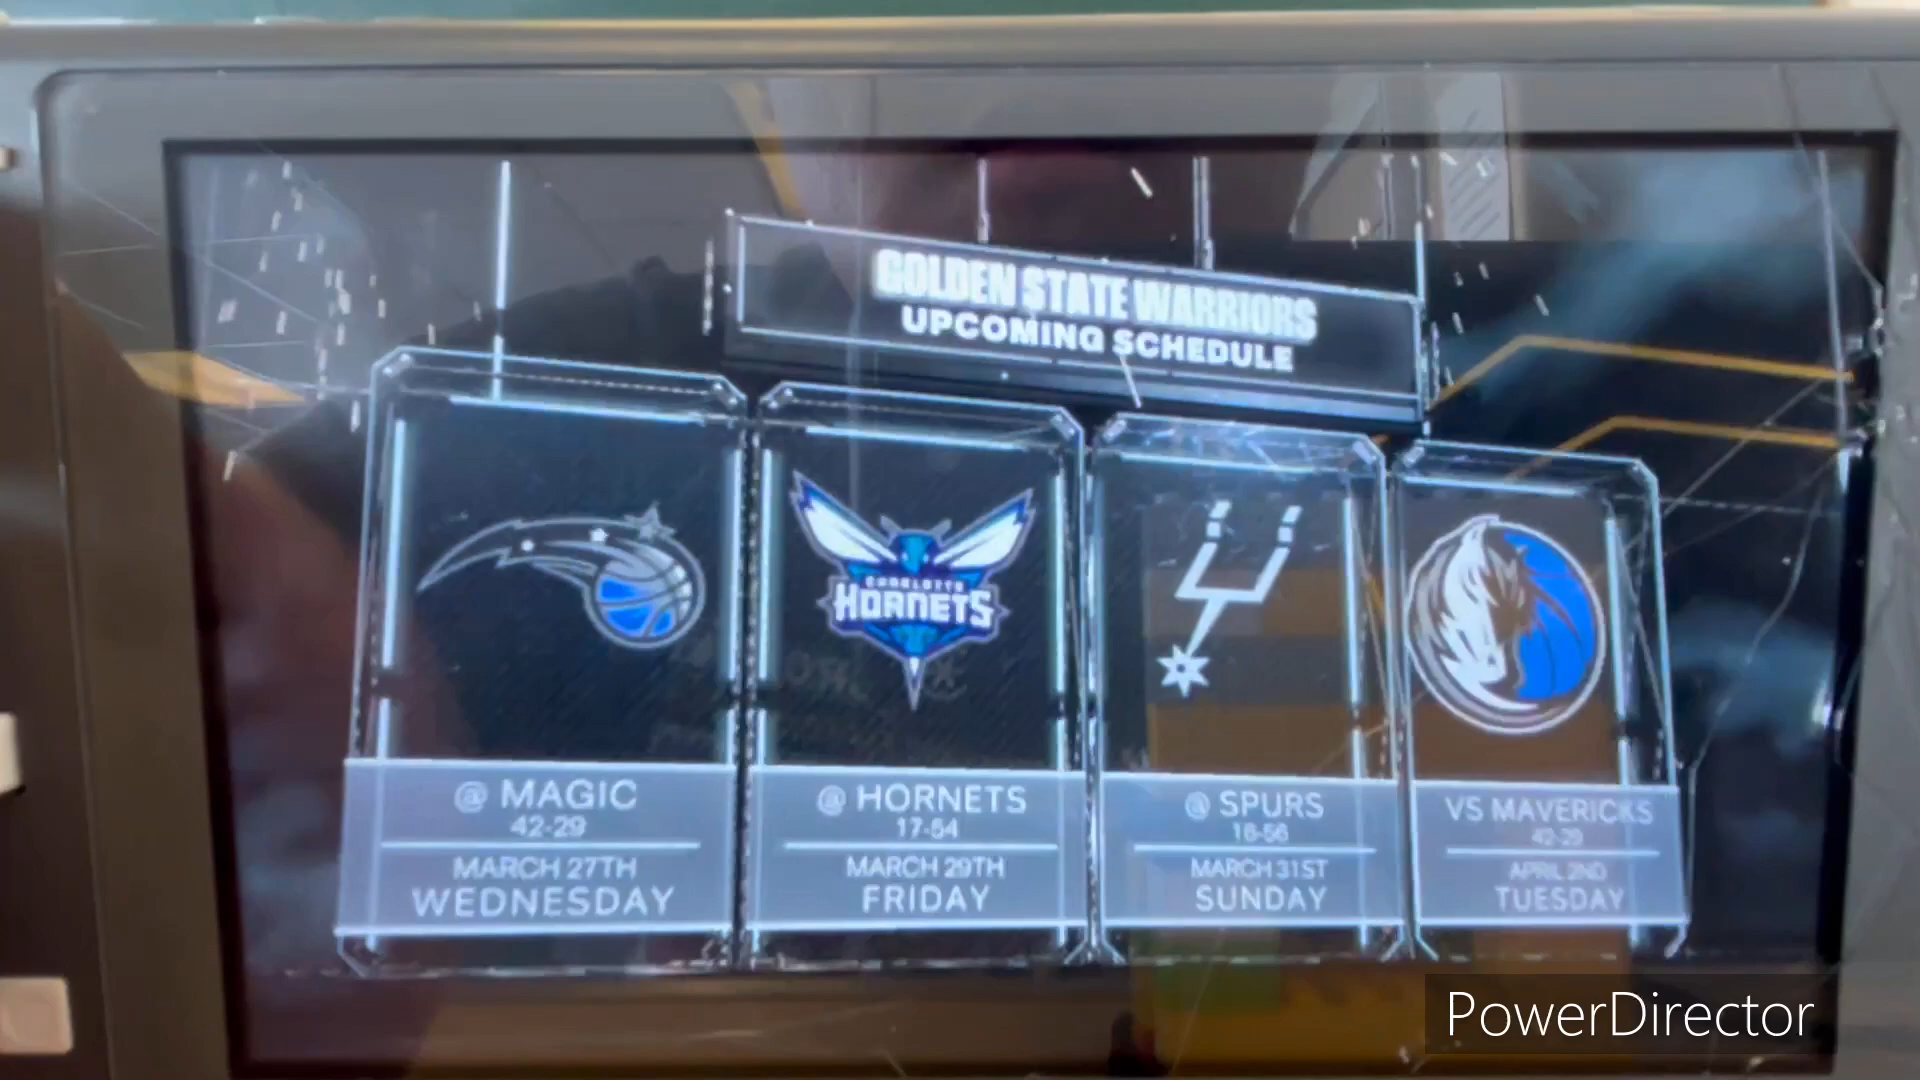 GOLDEN STATE WARRIORS
UPCOMING SCHEDULE
CHARLOTTE
HORNETS
@ MAGIC
42-29
MARCH 27TH
WEDNESDAY
@ HORNETS
17-54
MARCH 29TH
FRIDAY
@ SPURS
16-56
MARCH 31ST
SUNDAY
VS MAVERICKS
42-29
APRIL 2ND
TUESDAY
PowerDirector